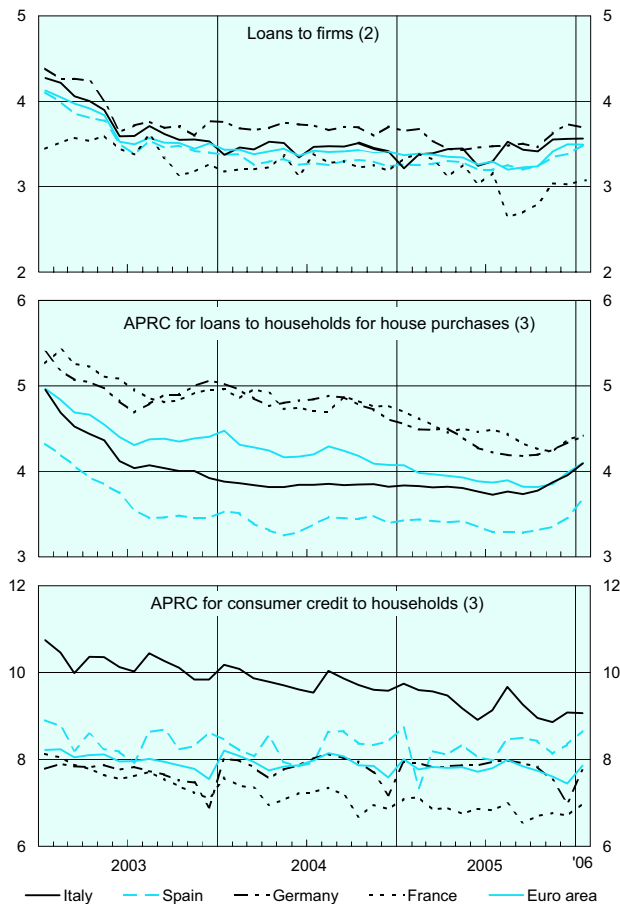 Loans to firms (2)
5 5
4 4
3 3
2 2
APRC for loans to households for house purchases (3)
6 6
5 5
4 4
3 3
APRC for consumer credit to households (3)
12 12
10 10
8 8
6 6
2003 2004 2005 '06
Italy Spain Germany France Euro area